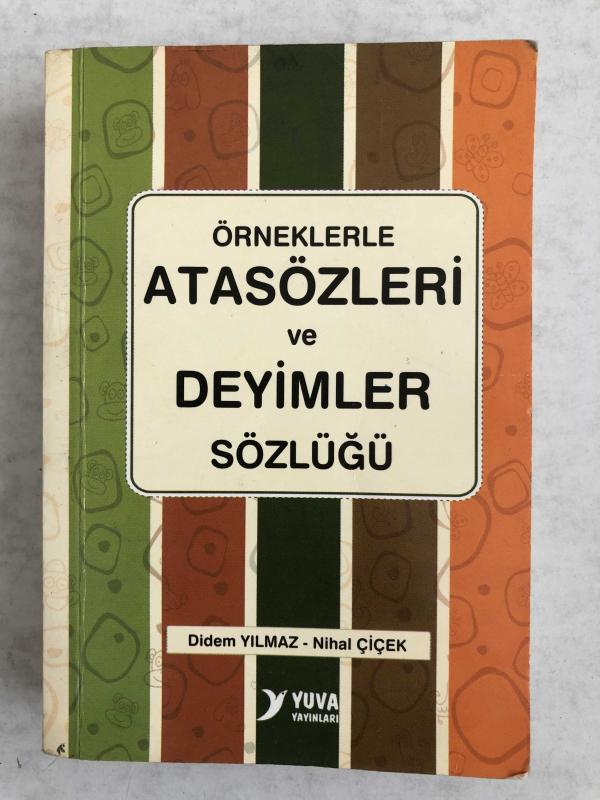 ÖRNEKLERLE
ATASÖZLERİ
ve
DEYİMLER
SÖZLÜĞÜ
Didem YILMAZ - Nihal ÇİÇEK
YUVA
YAYINLARI